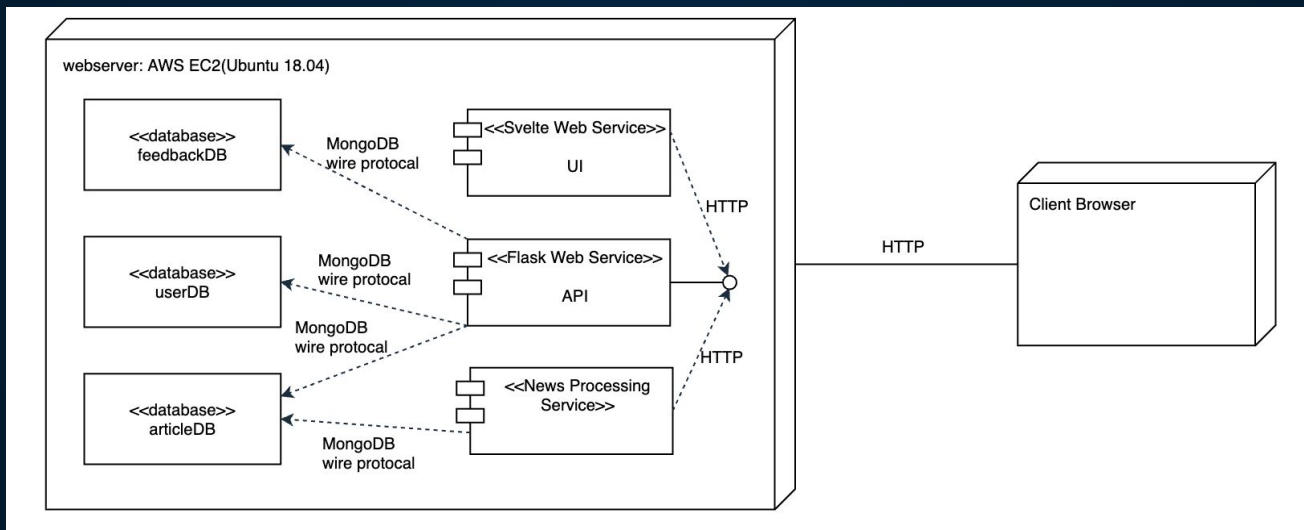 webserver: AWS EC2(Ubuntu 18.04)
<<database>>
feedbackDB
MongoDB
wire protocal
<<Svelte Web Service>>
UI
HTTP
<<database>>
userDB
MongoDB
wire protocal
<<Flask Web Service>>
API
MongoDB
wire protocal
<<database>>
articleDB
MongoDB
wire protocal
<<News Processing
Service>>
HTTP
HTTP
Client Browser